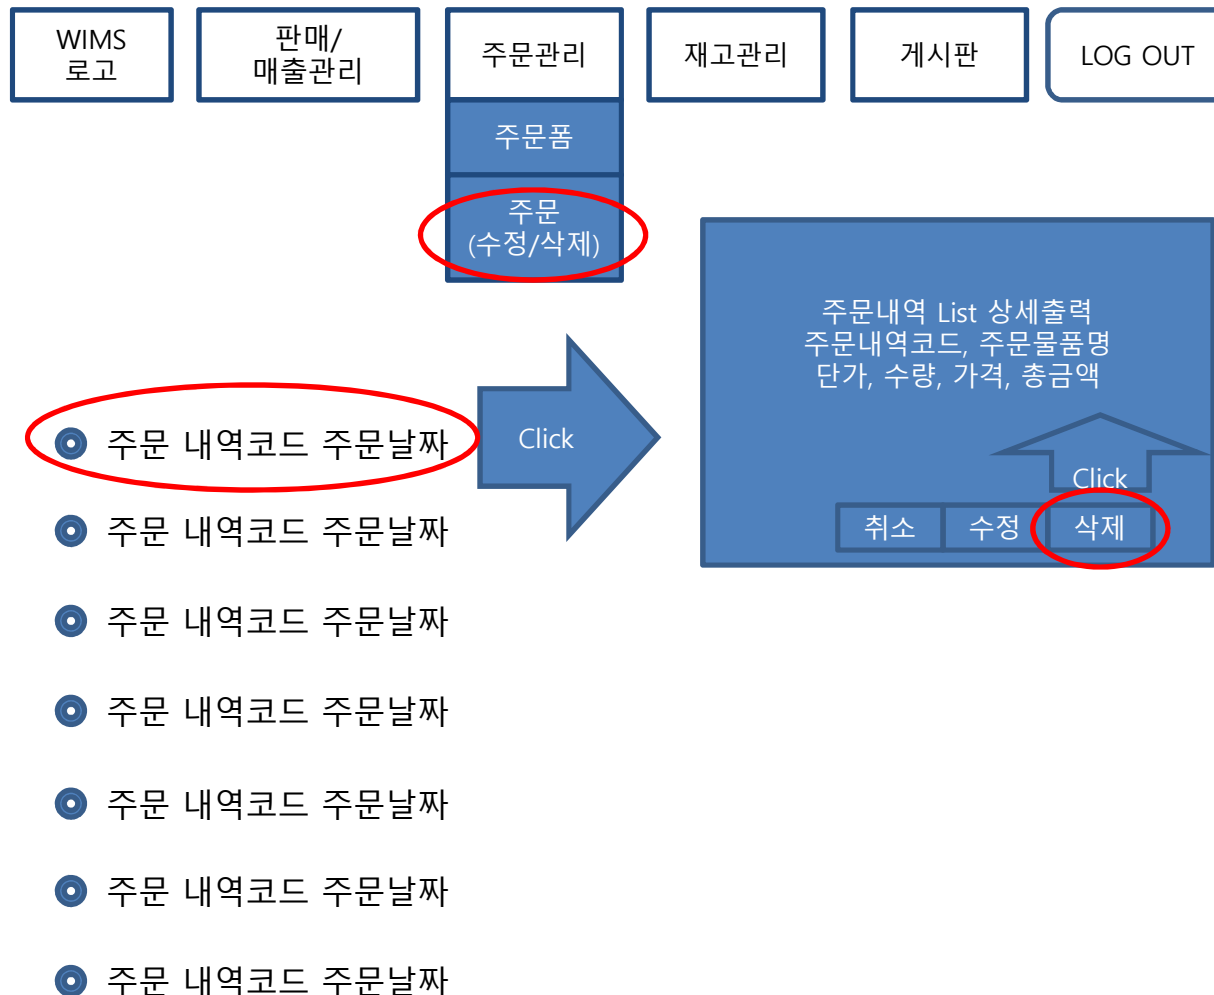 WIMS
로고
판매/
매출관리
주문관리
재고관리
게시판
LOG OUT
주문폼
주문
(수정/삭제)
주문내역 List 상세출력
주문내역코드, 주문물품명
단가, 수량, 가격, 총금액
주문 내역코드 주문날짜
Click
Click
취소 수정 삭제
주문 내역코드 주문날짜
주문 내역코드 주문날짜
주문 내역코드 주문날짜
주문 내역코드 주문날짜
주문 내역코드 주문날짜
주문 내역코드 주문날짜